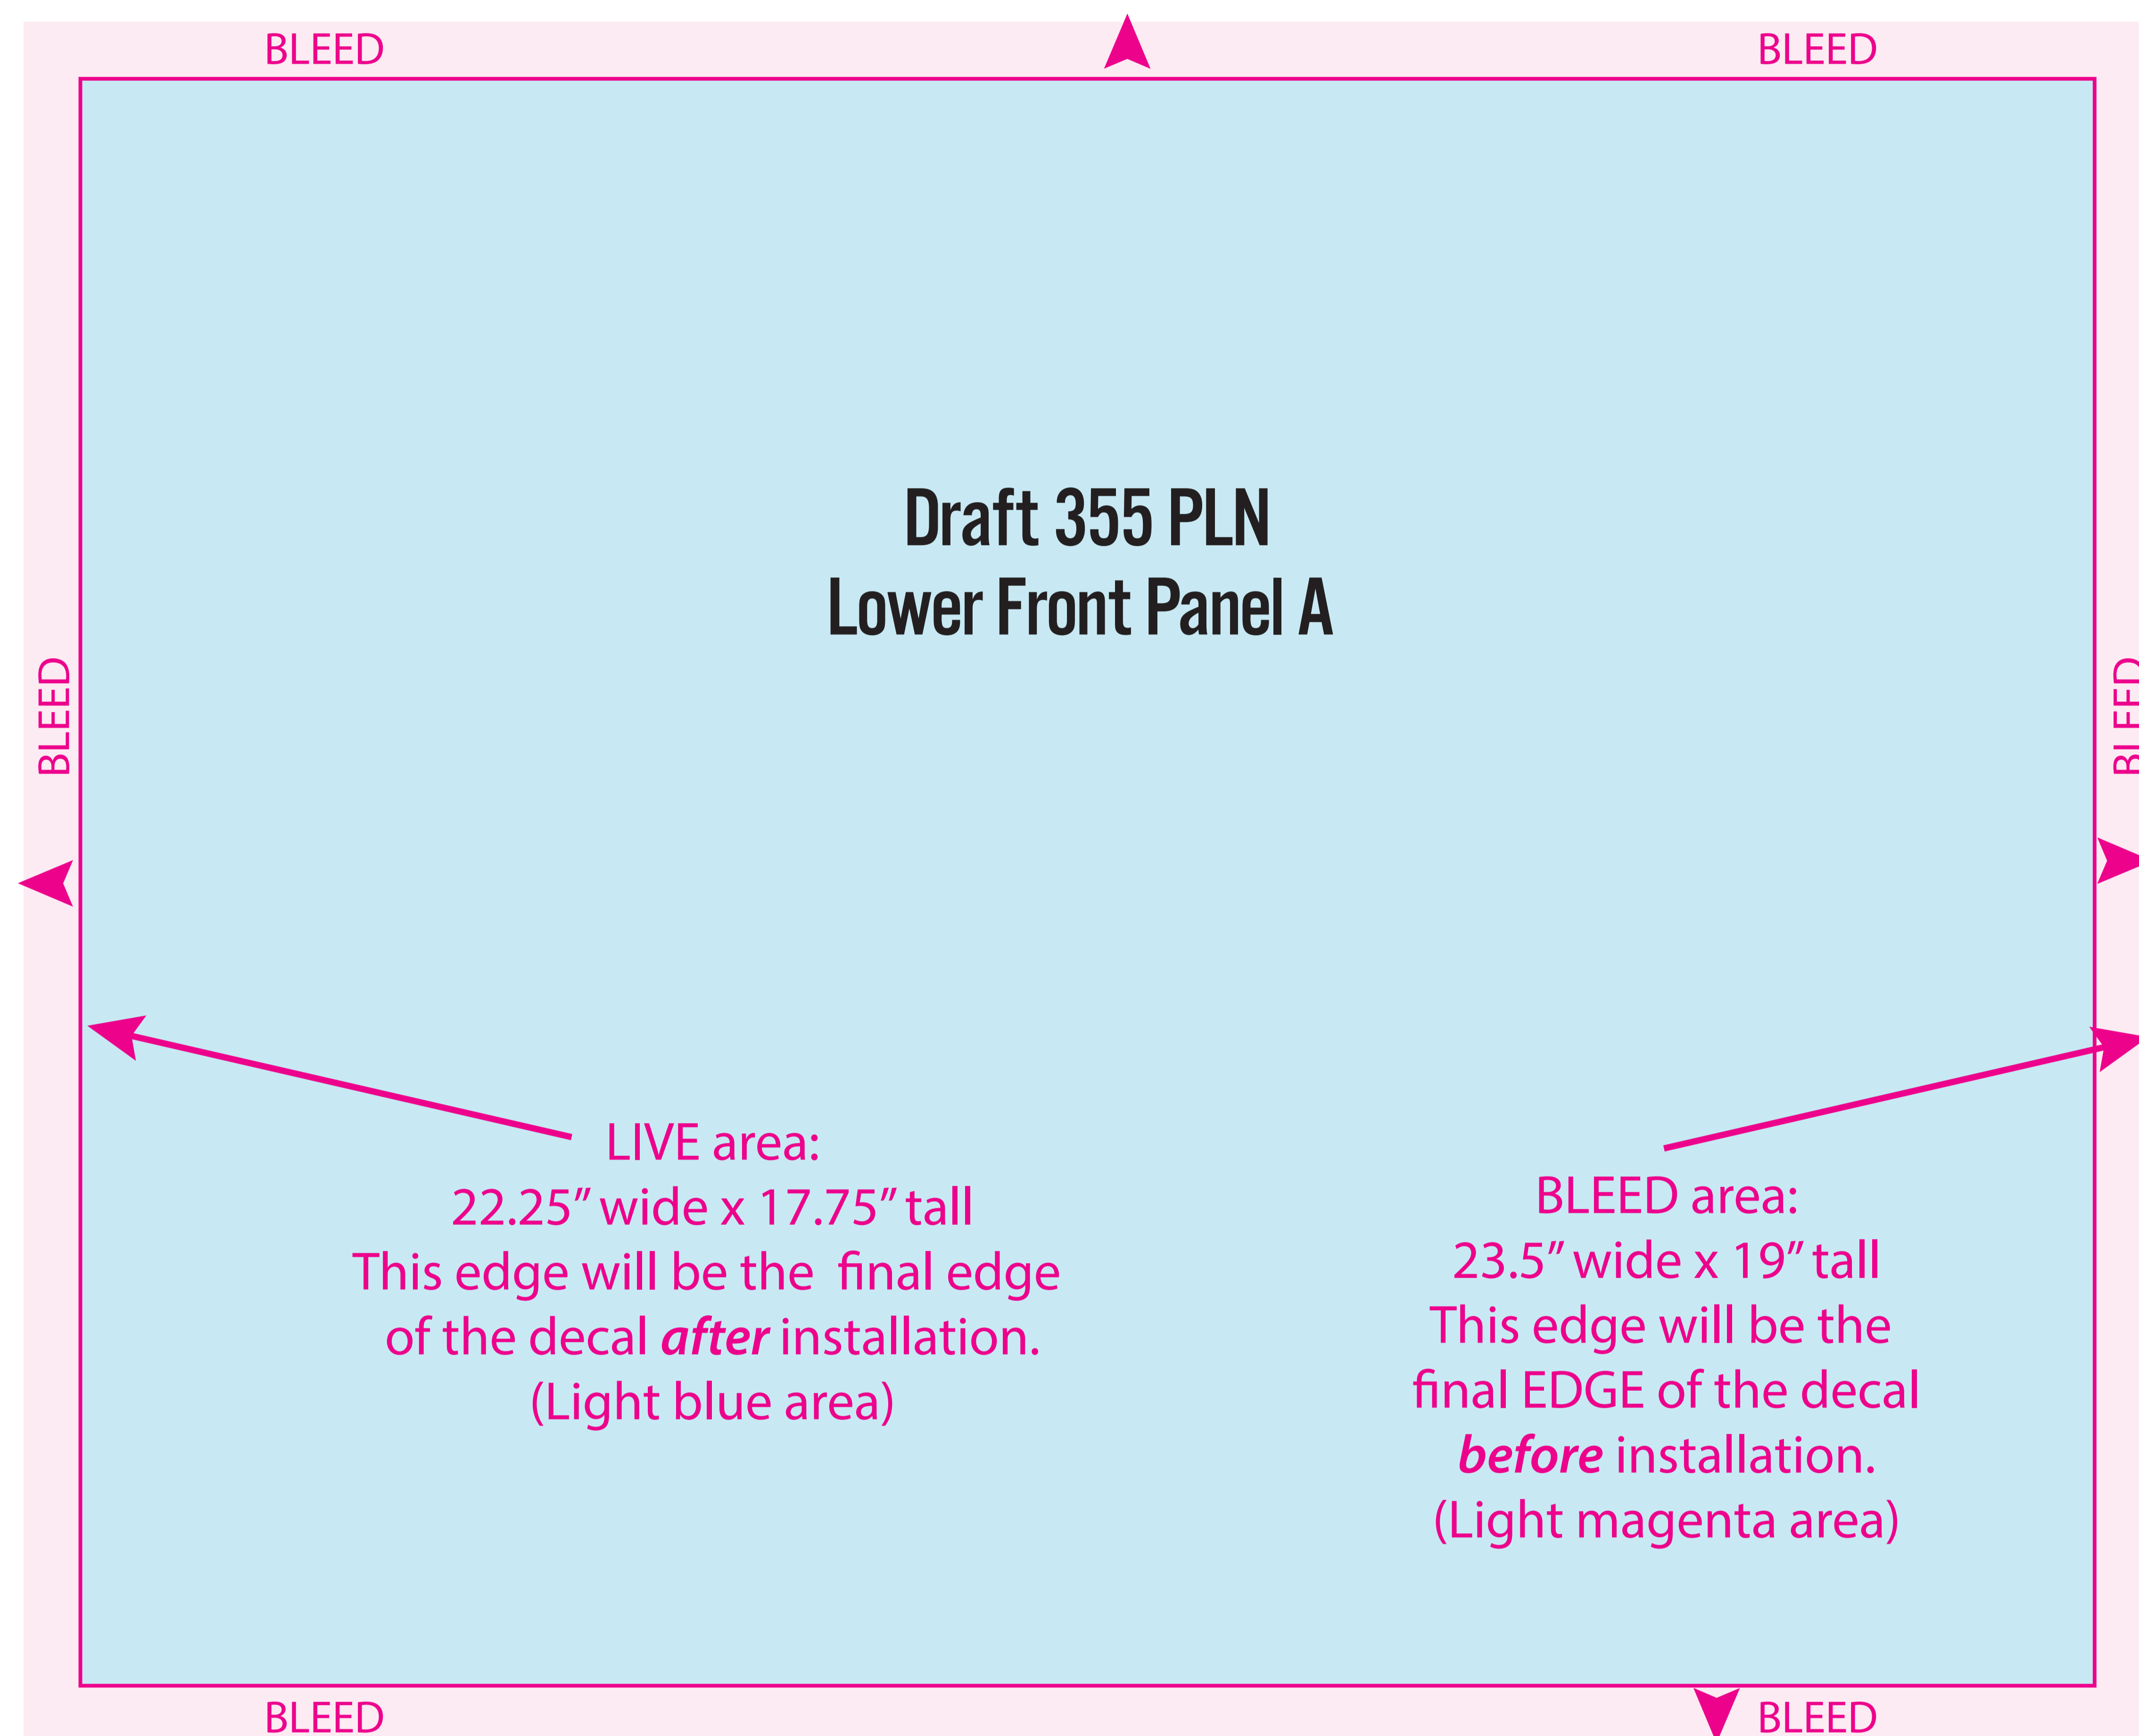 BLEED
BLEED
Draft 355 PLN
Lower Front Panel A
BLEED
BLEED
LIVE area:
22.25”” wide x 17.75”” tall
This edge will be the  final edge
of the decal after installation.
(Light blue area)
BLEED area:
23.5”” wide x 19” tall
This edge will be the
final EDGE of the decal
before installation.
(Light magenta area)
BLEED
BLEED